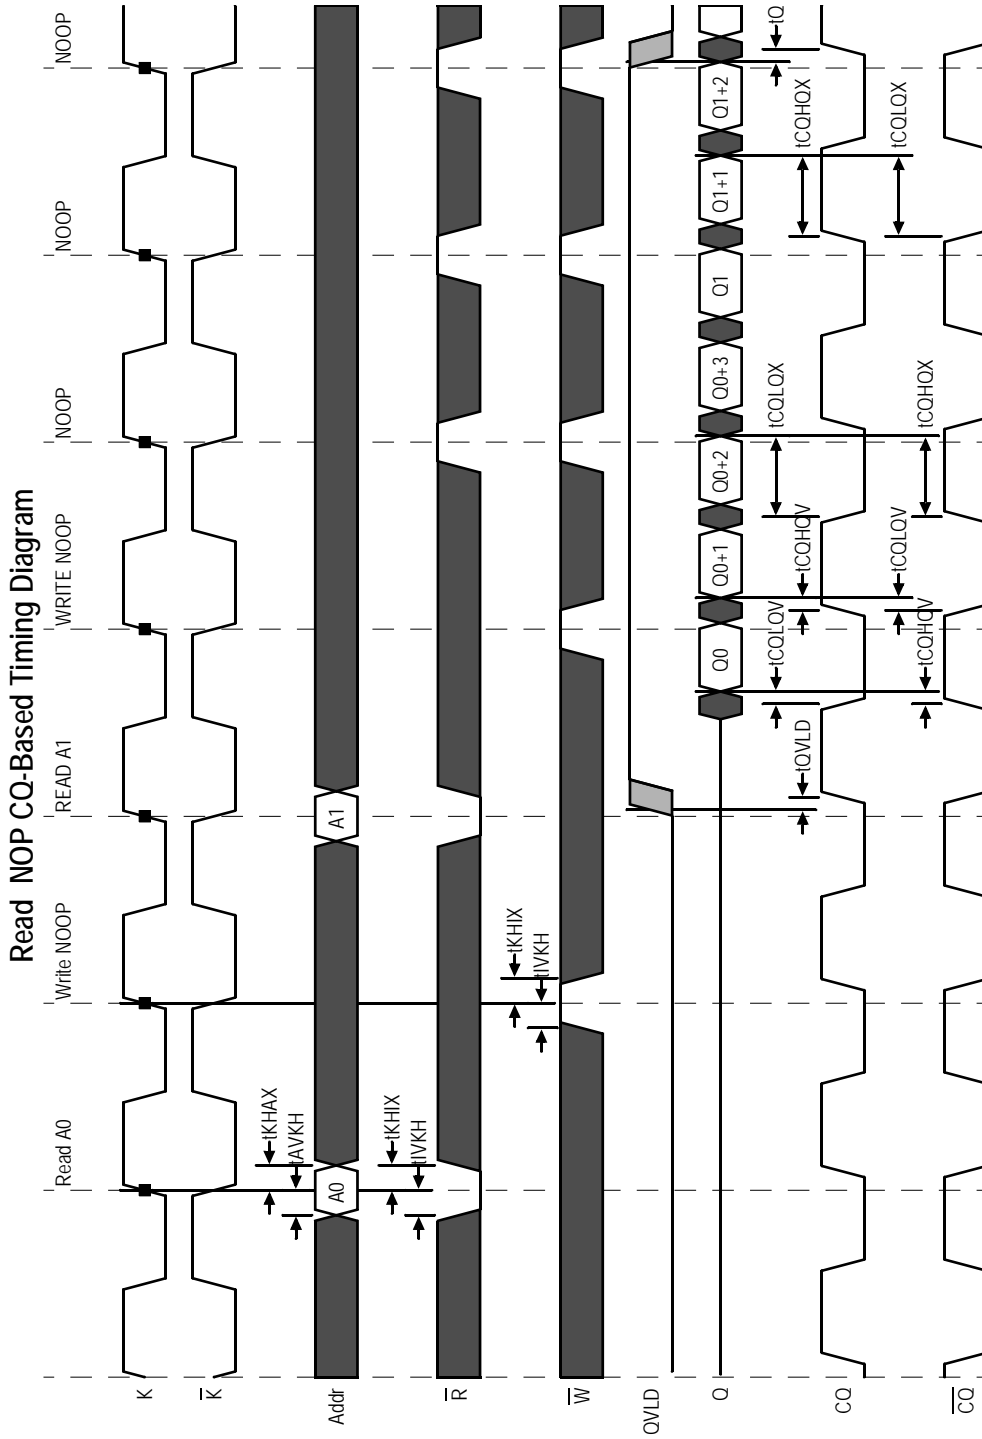 Read NOP CQ-Based Timing Diagram
Read A0
Write NOOP
READ A1
WRITE NOOP
NOOP
NOOP
NOOP
K
K
tKHAX
tAVKH
Addr
A0
A1
tKHIX
tIVKH
R
tKHIX
tIVKH
W
QVLD
Q
Q0
Q0+1
Q0+2
Q0+3
Q1
Q1+1
Q1+2
tQVLD
tCQLQV
tCQHQV
tCQLQX
tCQHQX
tQ
CQ
tCQHQV
tCQLQV
tCQHQX
tCQLQX
CQ